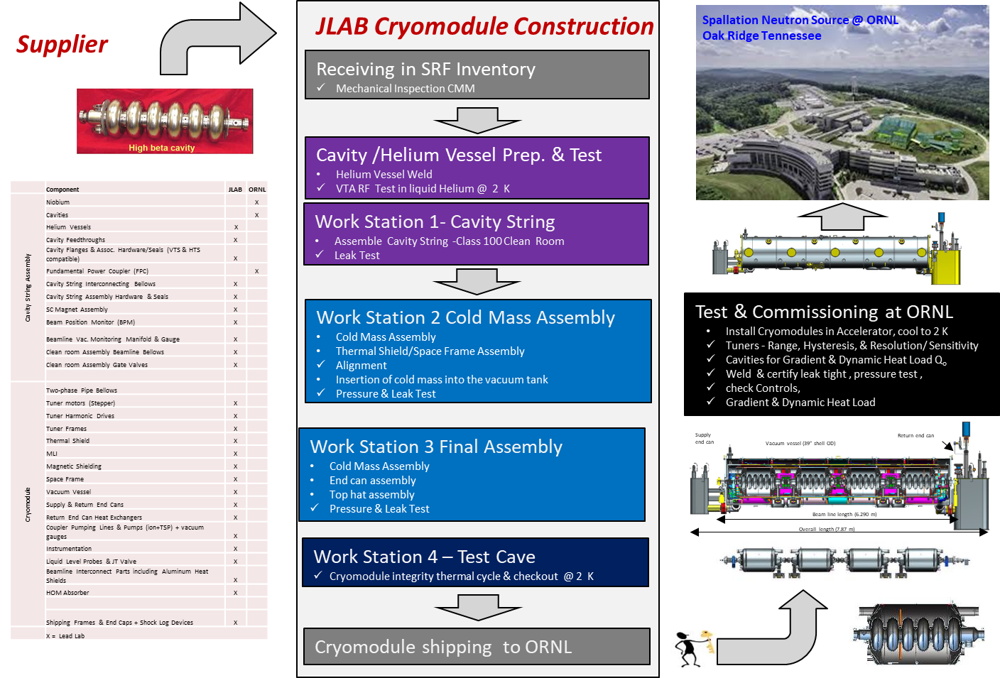 Supplier
High beta cavity
Component JLAB ORNL
Cavity String Assembly
Niobium X
Cavities X
Helium Vessels X
Cavity Feedthroughs X
Cavity Flanges & Assoc. Hardware/Seals (VTS & HTS
compatible) X
Fundamental Power Coupler (FPC) X
Cavity String Interconnecting Bellows X
Cavity String Assembly Hardware & Seals X
SC Magnet Assembly X
Beam Position Monitor (BPM) X
Beamline Vac. Monitoring Manifold & Gauge X
Clean room Assembly Beamline Bellows X
Clean room Assembly Gate Valves X
Cryomodule
Two-phase Pipe Bellows
Tuner motors (Stepper) X
Tuner Harmonic Drives X
Tuner Frames X
Thermal Shield X
MLI X
Magnetic Shielding X
Space Frame X
Vacuum Vessel X
Supply & Return End Cans X
Return End Can Heat Exchangers X
Coupler Pumping Lines & Pumps (ion+TSP) + vacuum
gauges X
Instrumentation X
Liquid Level Probes & JT Valve X
Beamline Interconnect Parts including Aluminum Heat
Shields X
HOM Absorber X
Shipping Frames & End Caps + Shock Log Devices X
X = Lead Lab
JLAB Cryomodule Construction
Receiving in SRF Inventory
✓ Mechanical Inspection CMM
Cavity /Helium Vessel Prep. & Test
• Helium Vessel Weld
✓ VTA RF Test in liquid Helium @ 2 K
Work Station 1- Cavity String
• Assemble Cavity String -Class 100 Clean Room
✓ Leak Test
Work Station 2 Cold Mass Assembly
• Cold Mass Assembly
• Thermal Shield/Space Frame Assembly
✓ Alignment
• Insertion of cold mass into the vacuum tank
✓ Pressure & Leak Test
Work Station 3 Final Assembly
• Cold Mass Assembly
• End can assembly
• Top hat assembly
✓ Pressure & Leak Test
Work Station 4 – Test Cave
✓ Cryomodule integrity thermal cycle & checkout @ 2 K
Cryomodule shipping to ORNL
Spallation Neutron Source @ ORNL
Oak Ridge Tennessee
Test & Commissioning at ORNL
• Install Cryomodules in Accelerator, cool to 2 K
✓ Tuners - Range, Hysteresis, & Resolution/ Sensitivity
✓ Cavities for Gradient & Dynamic Heat Load Qo
✓ Weld & certify leak tight , pressure test ,
✓ check Controls,
✓ Gradient & Dynamic Heat Load
Supply
end can
Vacuum vessel (39" shell OD)
Return end can
Beam line length (6.290 m)
Overall length (7.87 m)